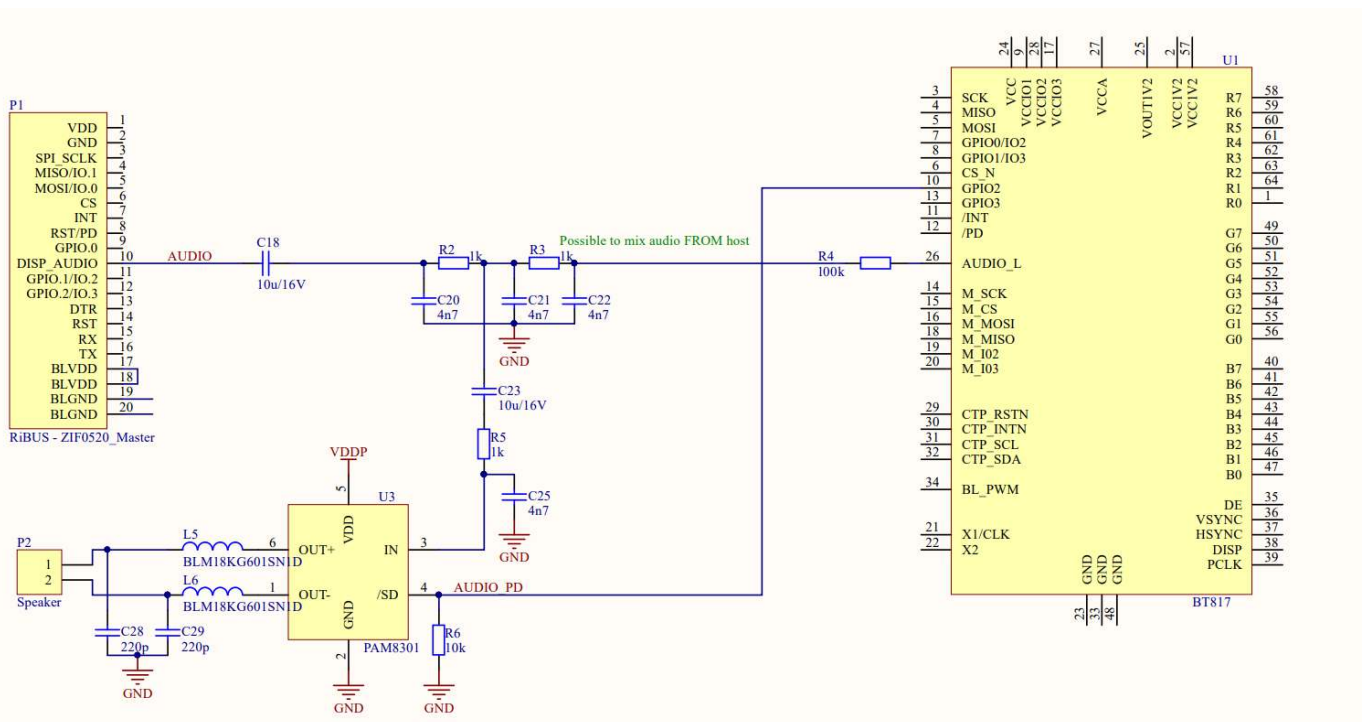 P1
VDD 1
GND 2
SPI_SCLK 3
MISO/IO.1 4
MOSI/IO.0 5
CS 6
INT 7
RST/PD 8
GPIO.0 9
DISP_AUDIO 10
GPIO.1/IO.2 11
GPIO.2/IO.3 12
DTR 13
RST 14
RX 15
TX 16
BLVDD 17
BLVDD 18
BLGND 19
BLGND 20
RiBUS - ZIF0520_Master
AUDIO
C18
10u/16V
R2
1k
R3
1k
Possible to mix audio FROM host
R4
100k
C20
4n7
C21
4n7
C22
4n7
GND
C23
10u/16V
R5
1k
C25
4n7
GND
VDDP
5
U3
VDD
6 OUT+
IN 3
1 OUT-
/SD 4
GND
2
PAM8301
GND
AUDIO_PD
R6
10k
GND
L5
BLM18KG601SN1D
L6
BLM18KG601SN1D
P2
1
2
Speaker
C28
220p
C29
220p
GND
U1
24 VCC
9 VCCIO1
28 VCCIO2
17 VCCIO3
27 VCCA
25 VOUT1V2
2 VCC1V2
57 VCC1V2
3 SCK
4 MISO
5 MOSI
7 GPIO0/IO2
8 GPIO1/IO3
6 CS_N
10 GPIO2
13 GPIO3
11 /INT
12 /PD
26 AUDIO_L
14 M_SCK
15 M_CS
16 M_MOSI
18 M_MISO
19 M_I02
20 M_I03
29 CTP_RSTN
30 CTP_INTN
31 CTP_SCL
32 CTP_SDA
34 BL_PWM
21 X1/CLK
22 X2
R7 58
R6 59
R5 60
R4 61
R3 62
R2 63
R1 64
R0 1
G7 49
G6 50
G5 51
G4 52
G3 53
G2 54
G1 55
G0 56
B7 40
B6 41
B5 42
B4 43
B3 44
B2 45
B1 46
B0 47
DE 35
VSYNC 36
HSYNC 37
DISP 38
PCLK 39
GND 23
GND 33
GND 48
BT817